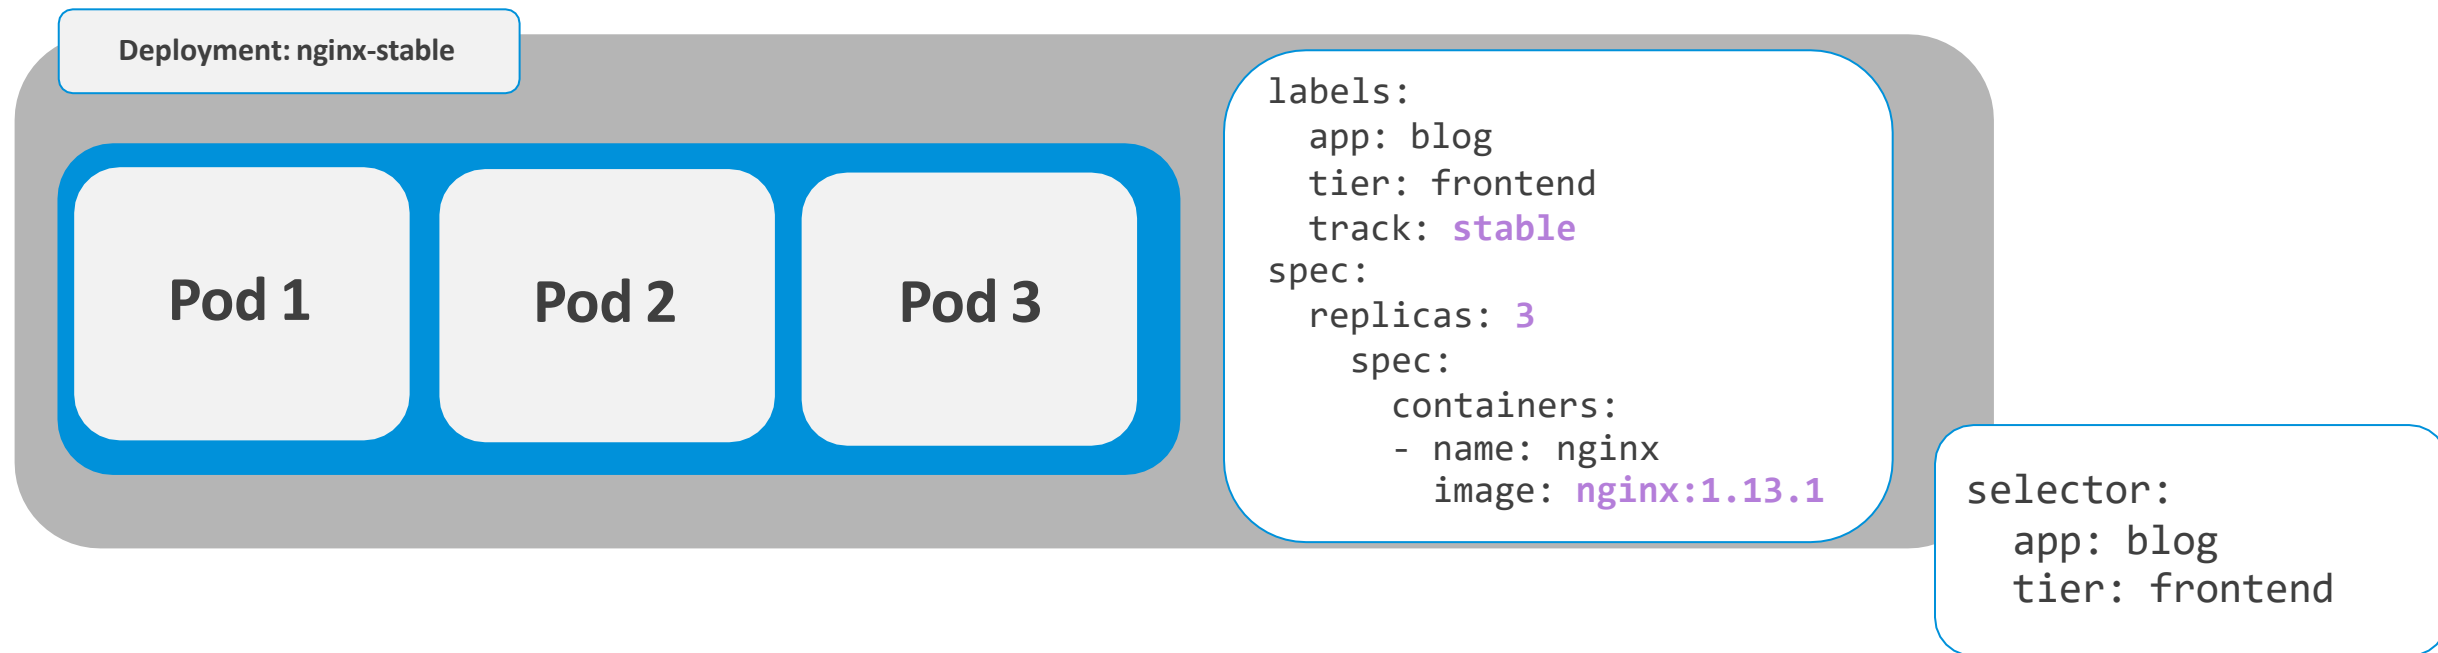 Deployment: nginx-stable
Pod 1
Pod 2
Pod 3
labels:
  app: blog
  tier: frontend
  track: stable
spec:
  replicas: 3
    spec:
      containers:
      - name: nginx
        image: nginx:1.13.1
selector:
  app: blog
  tier: frontend